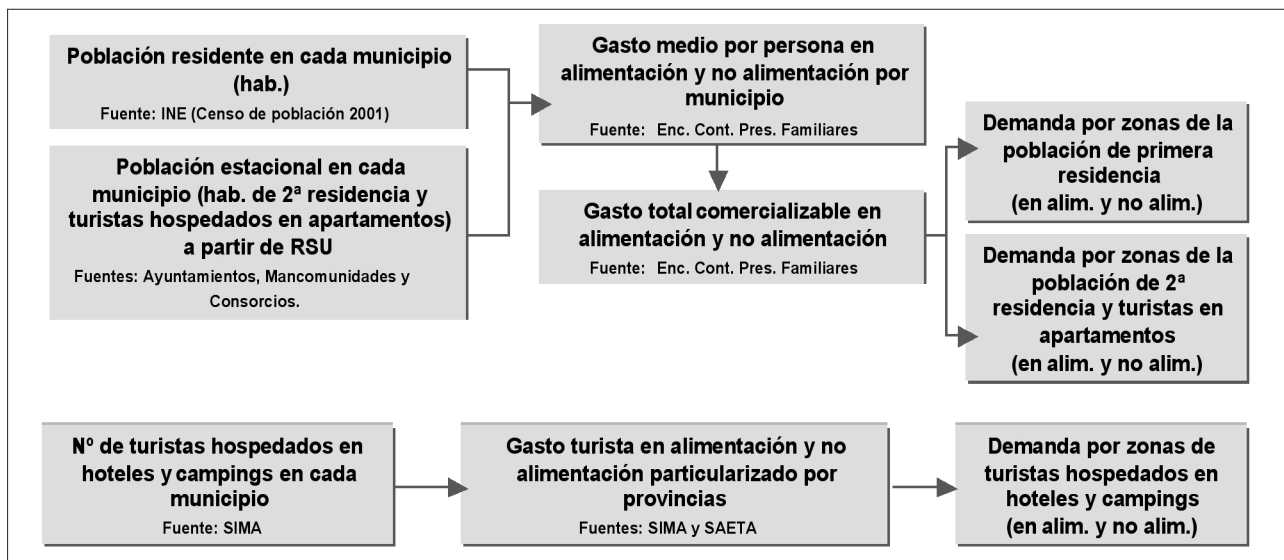 Población residente en cada municipio
(hab.)
Fuente: INE (Censo de población 2001)
Población estacional en cada
municipio (hab. de 2ª residencia y
turistas hospedados en apartamentos)
a partir de RSU
Fuentes: Ayuntamientos, Mancomunidades y
Consorcios.
Gasto medio por persona en
alimentación y no alimentación por
municipio
Fuente: Enc. Cont. Pres. Familiares
Gasto total comercializable en
alimentación y no alimentación
Fuente: Enc. Cont. Pres. Familiares
Demanda por zonas de la
población de primera
residencia
(en alim. y no alim.)
Demanda por zonas de la
población de 2ª
residencia y turistas en
apartamentos
(en alim. y no alim.)
Nº de turistas hospedados en
hoteles y campings en cada
municipio
Fuente: SIMA
Gasto turista en alimentación y no
alimentación particularizado por
provincias
Fuentes: SIMA y SAETA
Demanda por zonas de
turistas hospedados en
hoteles y campings
(en alim. y no alim.)